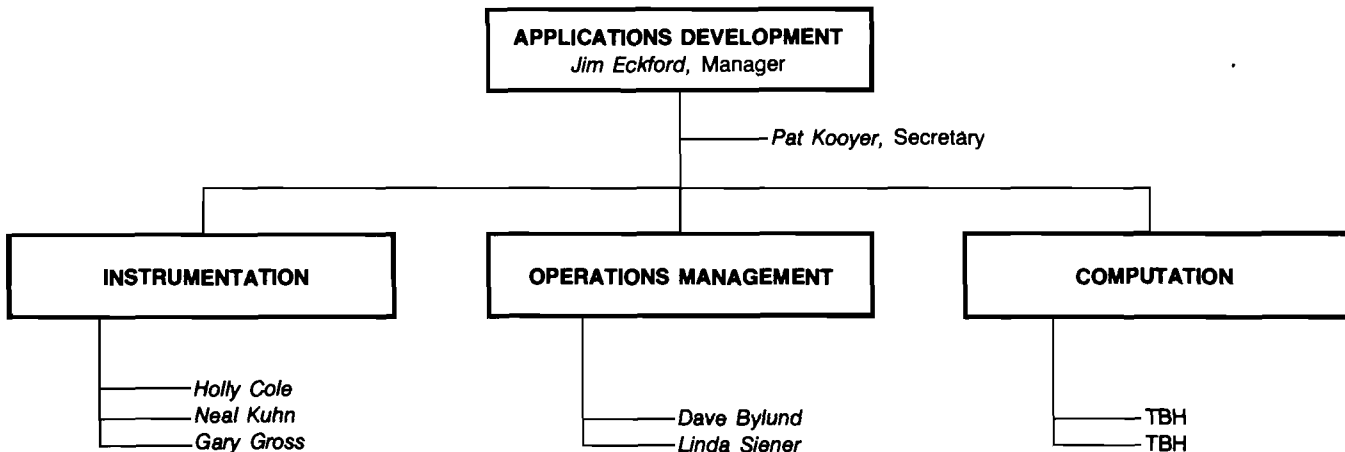 APPLICATIONS DEVELOPMENT
Jim Eckford, Manager
Pat Kooyer, Secretary
INSTRUMENTATION
OPERATIONS MANAGEMENT
COMPUTATION
Holly Cole
Neal Kuhn
Gary Gross
Dave Bylund
Linda Siener
TBH
TBH